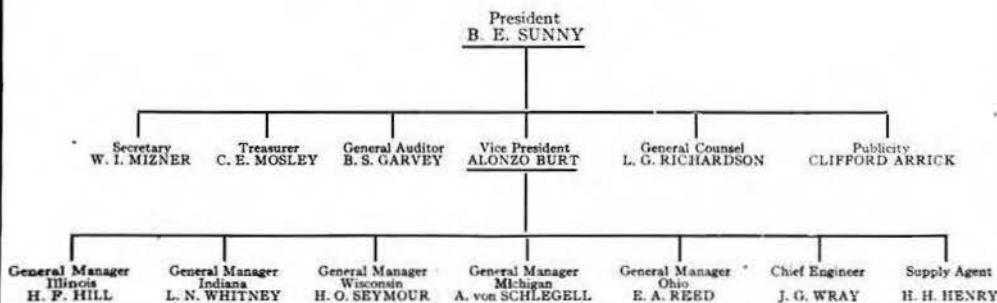 President
B. E. SUNNY
Secretary
W. I. MIZNER
Treasurer
C. E. MOSLEY
General Auditor
B. S. GARVEY
Vice President
ALONZO BURT
General Counsel
L. G. RICHARDSON
Publicity
CLIFFORD ARRICK
General Manager
Illinois
H. F. HILL
General Manager
Indiana
L. N. WHITNEY
General Manager
Wisconsin
H. O. SEYMOUR
General Manager
Michigan
A. von SCHLEGELL
General Manager
Ohio
E. A. REED
Chief Engineer
J. G. WRAY
Supply Agent
H. H. HENRY